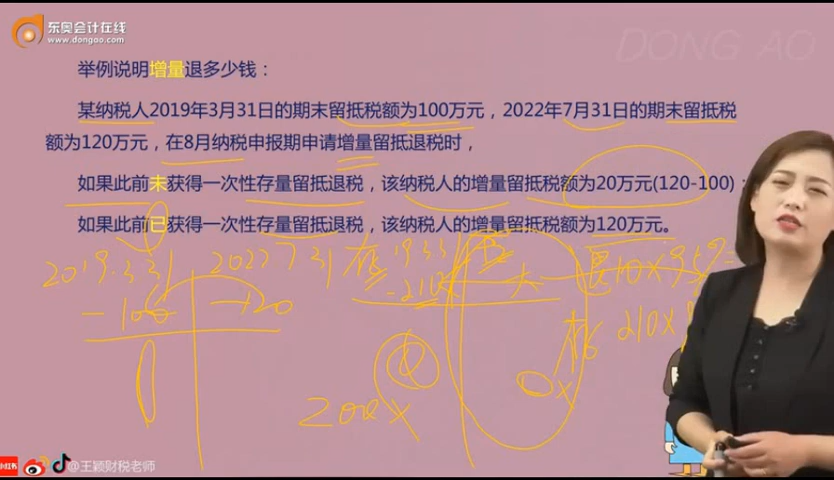 东奥会计在线
www.dongao.com
DONG AO
举例说明增量退多少钱：
某纳税人2019年3月31日的期末留抵税额为100万元，2022年7月31日的期末留抵税
额为120万元，在8月纳税申报期申请增量留抵退税时，
如果此前未获得一次性存量留抵退税，该纳税人的增量留抵税额为20万元(120-100)；
如果此前已获得一次性存量留抵退税，该纳税人的增量留抵税额为120万元。
2019.3.31 2022 7 31
-100 -120
-210
210×
200
小红书
@王颖财税老师